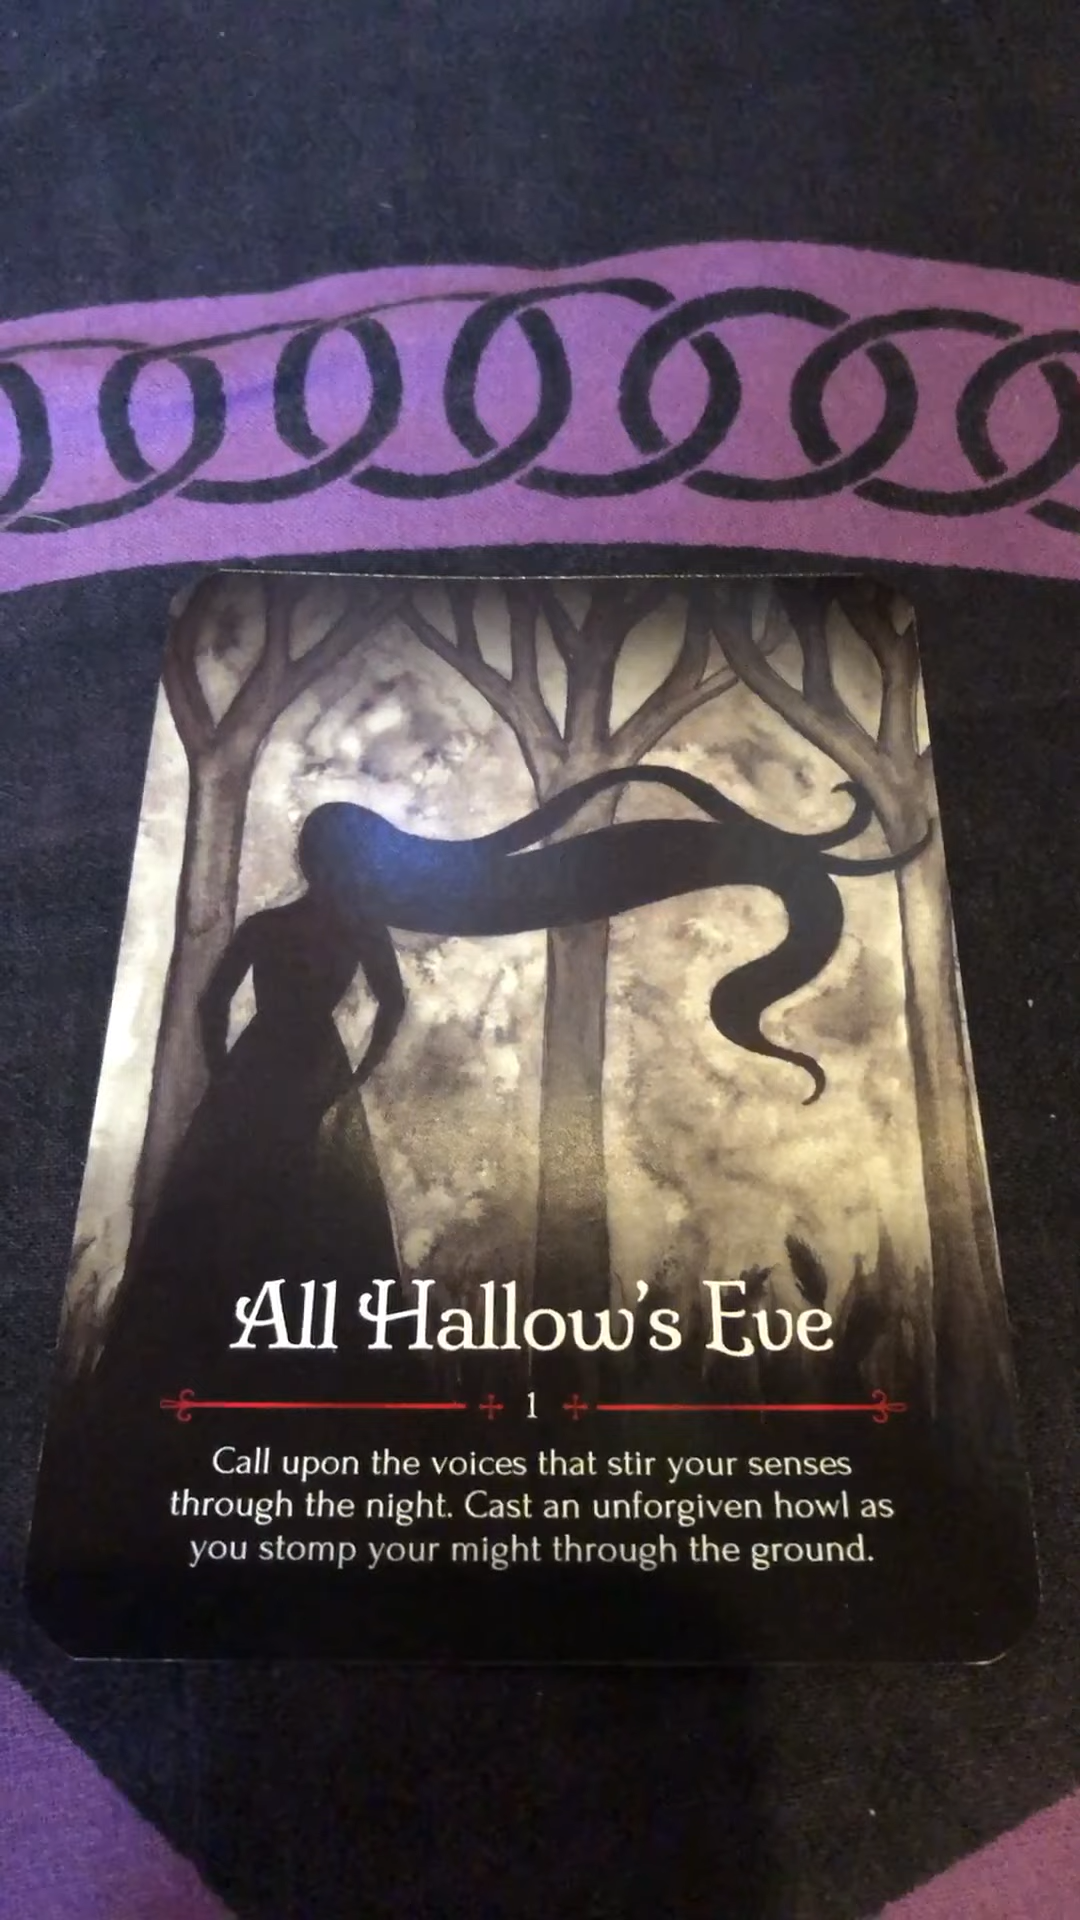 All Hallow's Eve
1
Call upon the voices that stir your senses
through the night. Cast an unforgiven howl as
you stomp your might through the ground.